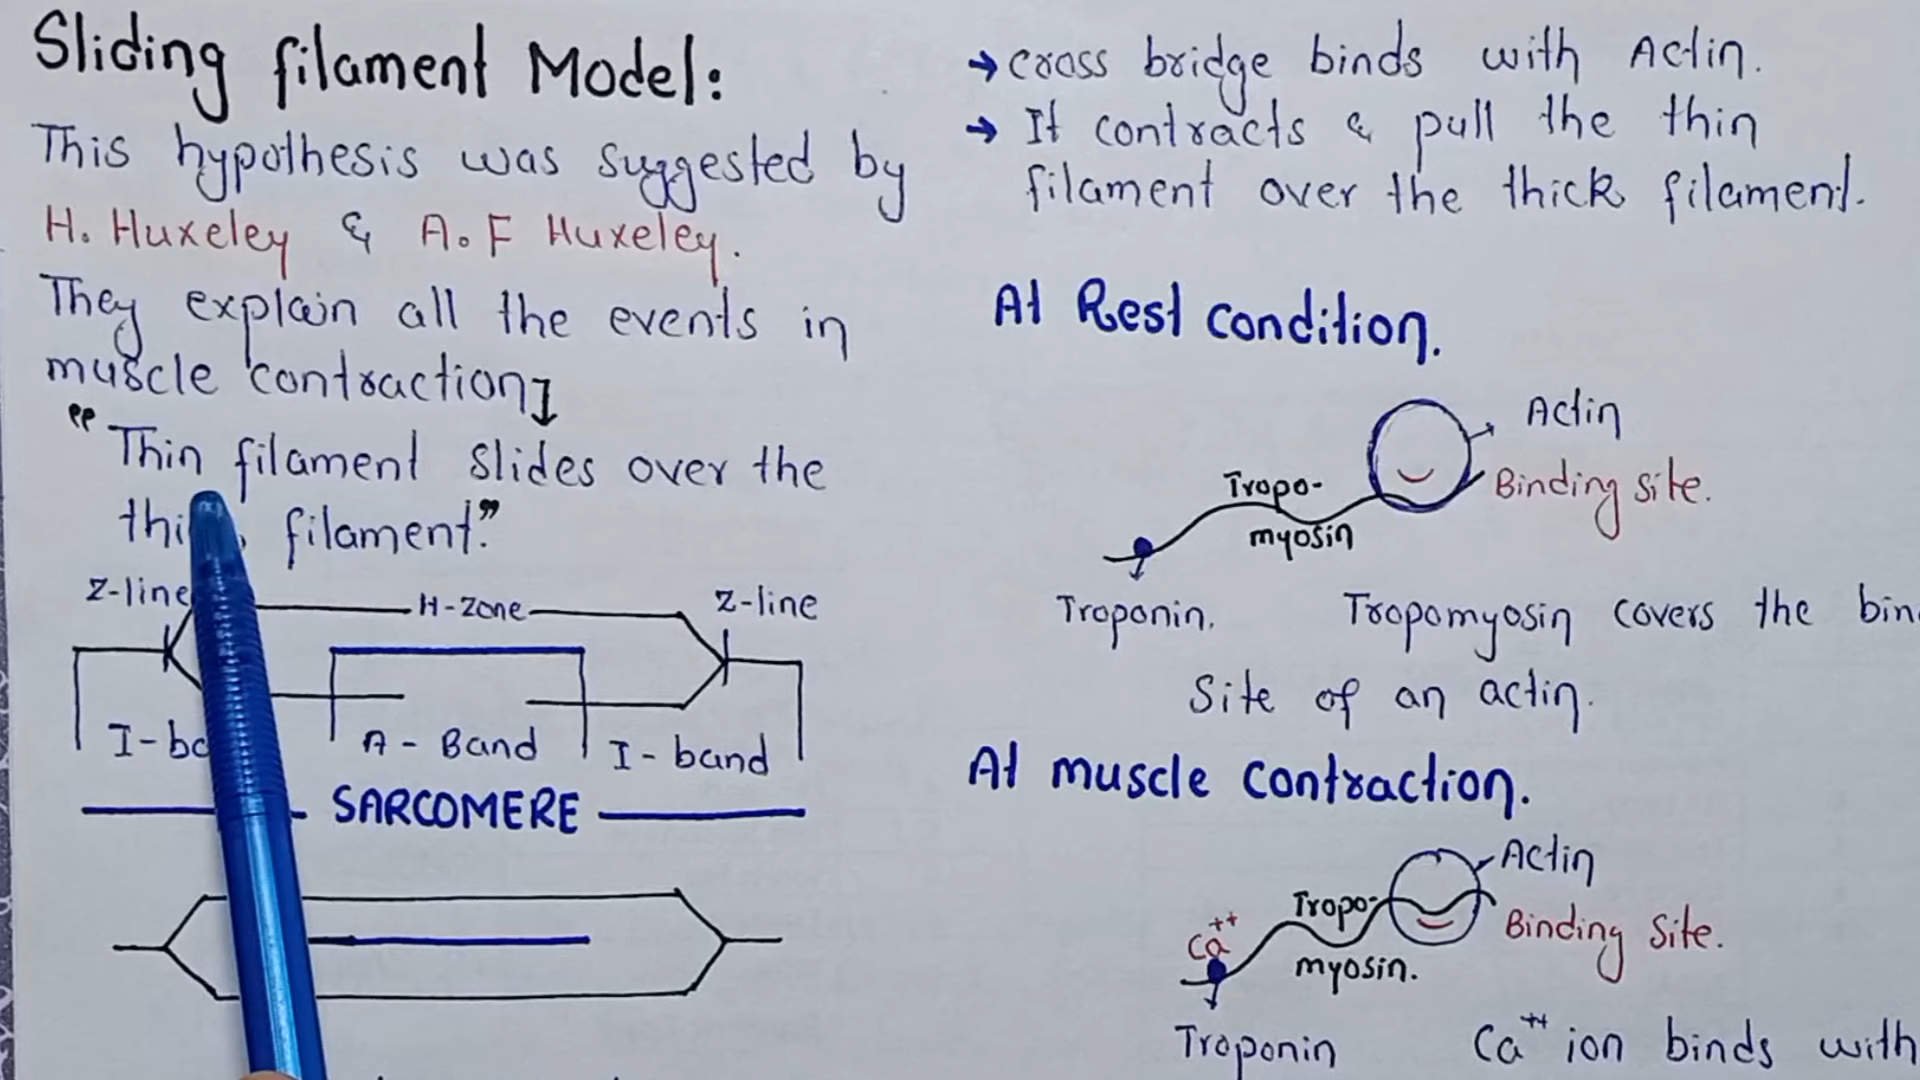 Sliding filament Model:
This hypothesis was suggested by
H. Huxeley & A. F Huxeley.
They explain all the events in
muscle contraction]
"Thin filament slides over the
filament."
Z-line H-Zone Z-line
A - Band I - band
SARCOMERE
→ cross bridge binds with Actin.
→ It contracts & pull the thin
filament over the thick filament.
At Rest condition.
Actin
Binding site.
Tropo-
myosin
Troponin.
Tropomyosin covers the
Site of an actin.
At muscle contraction.
Actin
Binding Site.
Tropo-
myosin.
Ca++
Troponin
Ca++ ion binds with